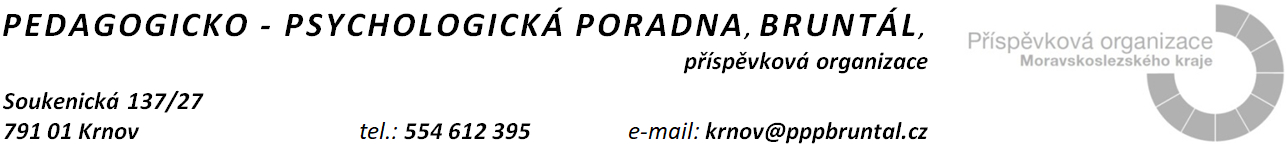 PEDAGOGICKO - PSYCHOLOGICKÁ PORADNA, BRUNTÁL,
příspěvková organizace
Soukenická 137/27
791 01 Krnov tel.: 554 612 395 e-mail: krnov@pppbruntal.cz
Příspěvková organizace
Moravskoslezského kraje